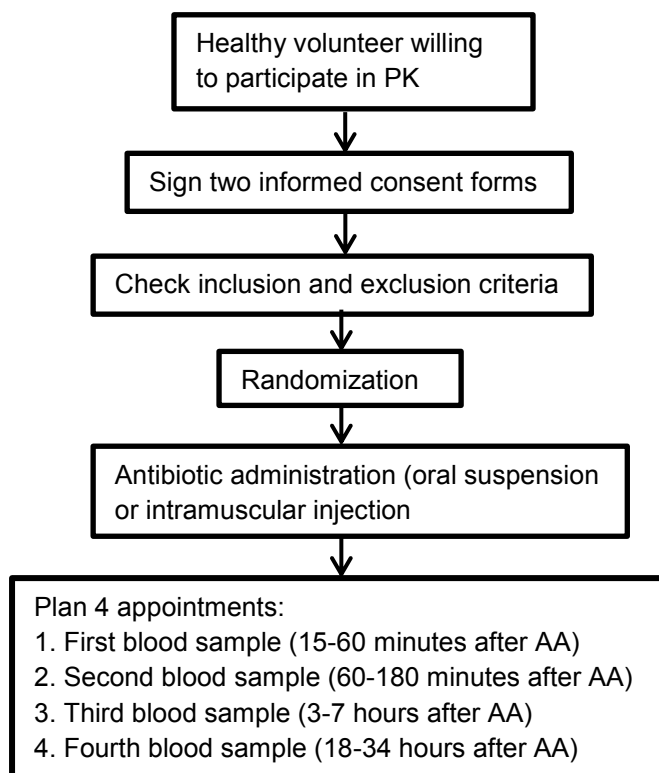 Healthy volunteer willing
to participate in PK
Sign two informed consent forms
Check inclusion and exclusion criteria
Randomization
Antibiotic administration (oral suspension
or intramuscular injection
Plan 4 appointments:
1. First blood sample (15-60 minutes after AA)
2. Second blood sample (60-180 minutes after AA)
3. Third blood sample (3-7 hours after AA)
4. Fourth blood sample (18-34 hours after AA)